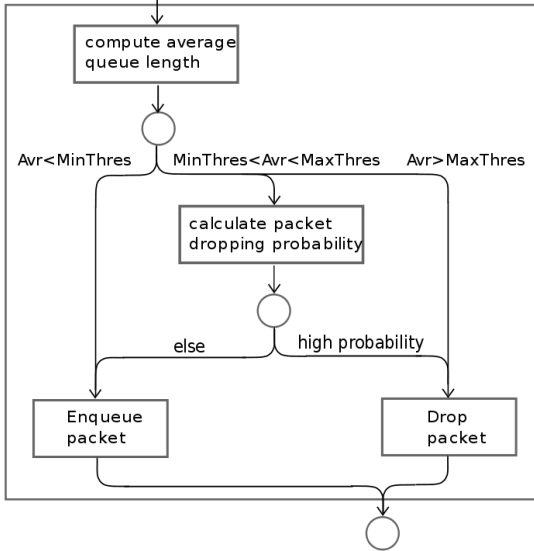 compute average
queue length
Avr<MinThres
MinThres<Avr<MaxThres
Avr>MaxThres
calculate packet
dropping probability
else
high probability
Enqueue
packet
Drop
packet